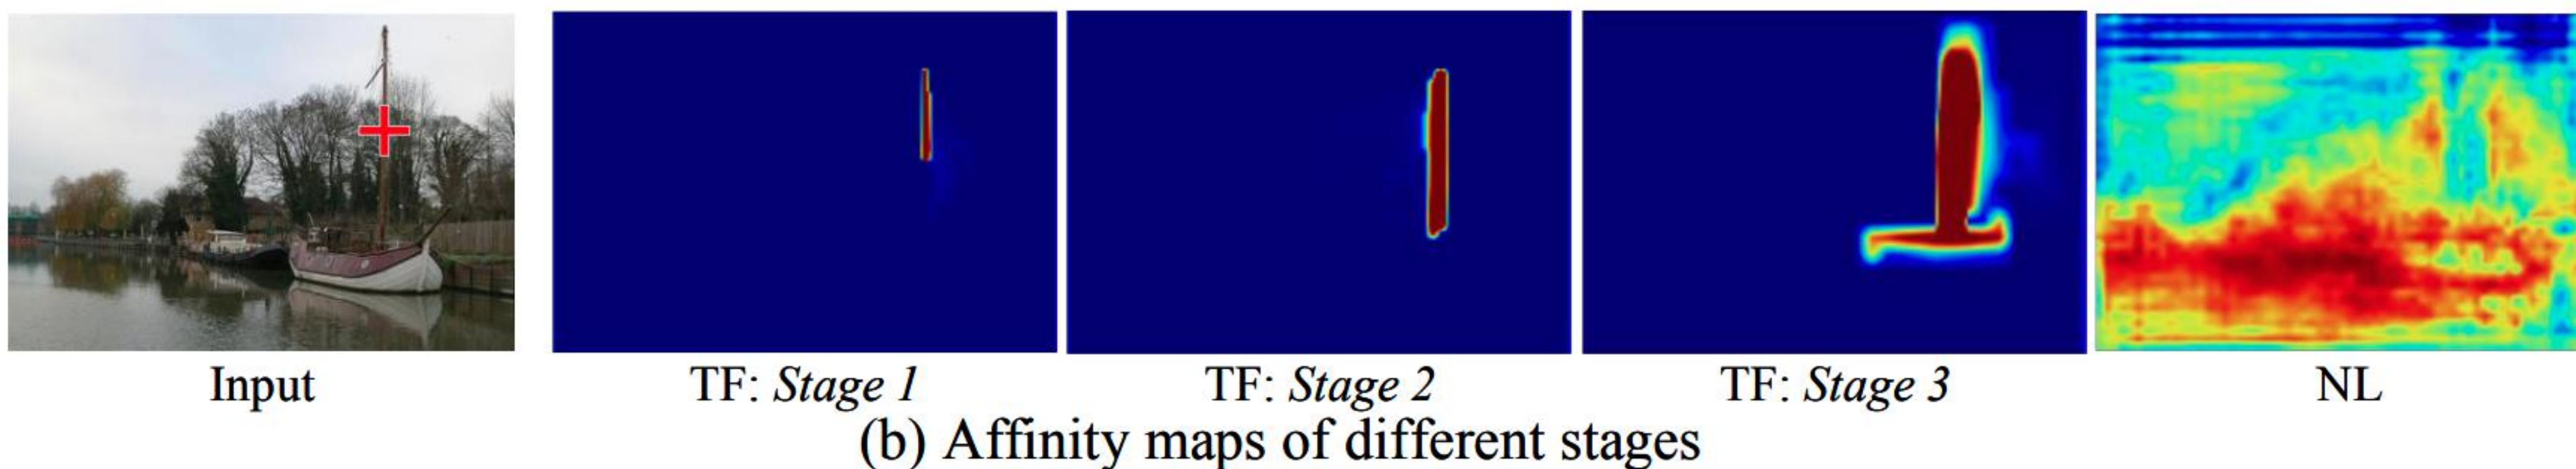 Input TF: Stage 1 TF: Stage 2 TF: Stage 3 NL
(b) Affinity maps of different stages